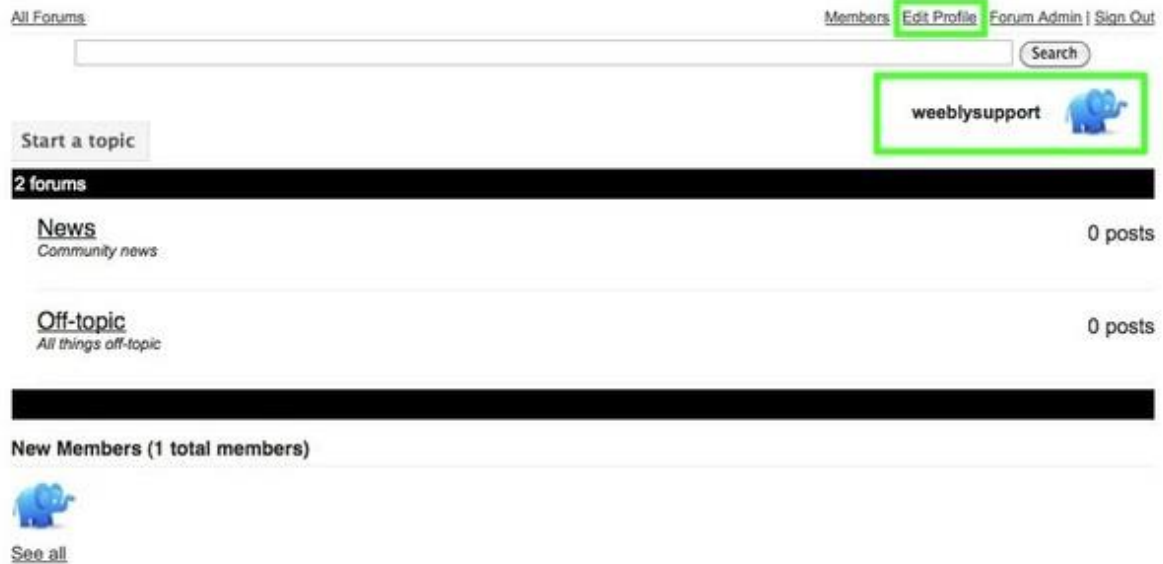 All Forums
Members Edit Profile Forum Admin | Sign Out
Search
weeblysupport
Start a topic
2 forums
News
0 posts
Community news
Off-topic
0 posts
All things off-topic
New Members (1 total members)
See all